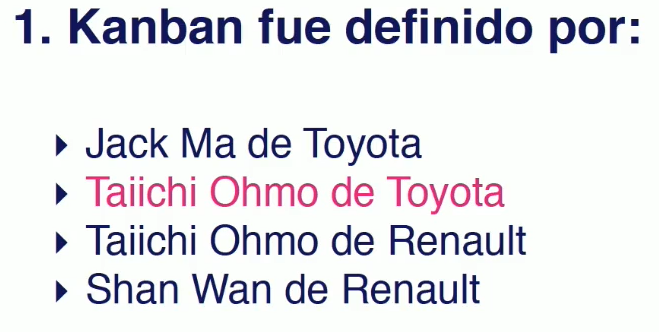 1. Kanban fue definido por:
Jack Ma de Toyota
Taiichi Ohmo de Toyota
Taiichi Ohmo de Renault
Shan Wan de Renault